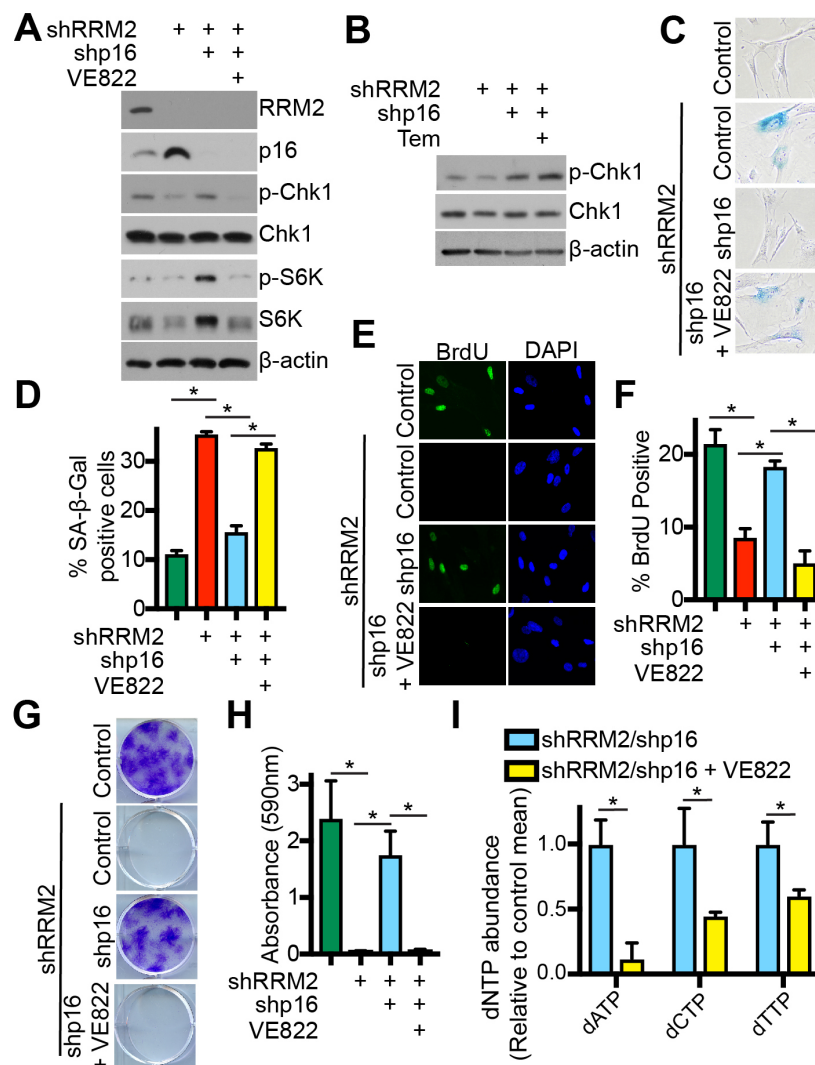 A
shRRM2 + + +
shp16 + +
VE822 +
RRM2
p16
p-Chk1
Chk1
p-S6K
S6K
β-actin
B
shRRM2 + + +
shp16 + +
Tem +
p-Chk1
Chk1
β-actin
C
Control
Control
shp16
shp16
+ VE822
shRRM2
D
% SA-β-Gal
positive cells
30
20
10
0
* * *
shRRM2 + + +
shp16 + +
VE822 +
E
BrdU DAPI
Control
Control
shp16
shp16
+ VE822
shRRM2
F
% BrdU Positive
20
10
0
* * *
shRRM2 + + +
shp16 + +
VE822 +
G
Control
Control
shp16
shp16
+ VE822
shRRM2
H
Absorbance (590nm)
3
2
1
0
* * *
shRRM2 + + +
shp16 + +
VE822 +
I
shRRM2/shp16
shRRM2/shp16 + VE822
dNTP abundance
(Relative to control mean)
1.0
0.5
0.0
* * *
dATP dCTP dTTP